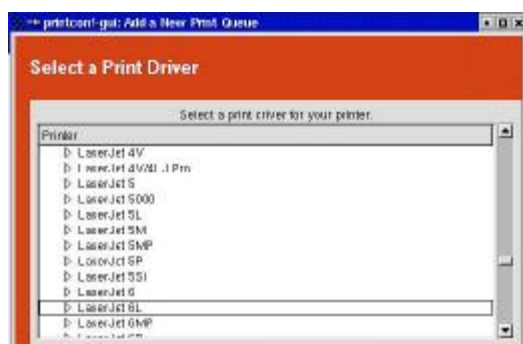 printconf-gui: Add a New Print Queue
Select a Print Driver
Select a print driver for your printer.
Printer
LaserJet 4V
LaserJet 5
LaserJet 5000
LaserJet 5L
LaserJet 5M
LaserJet 5MP
LaserJet 5P
LaserJet 5Si
LaserJet 6
LaserJet 6L
LaserJet 6MP